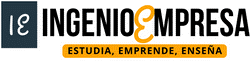 IE INGENIOEMPRESA
ESTUDIA, EMPRENDE, ENSEÑA